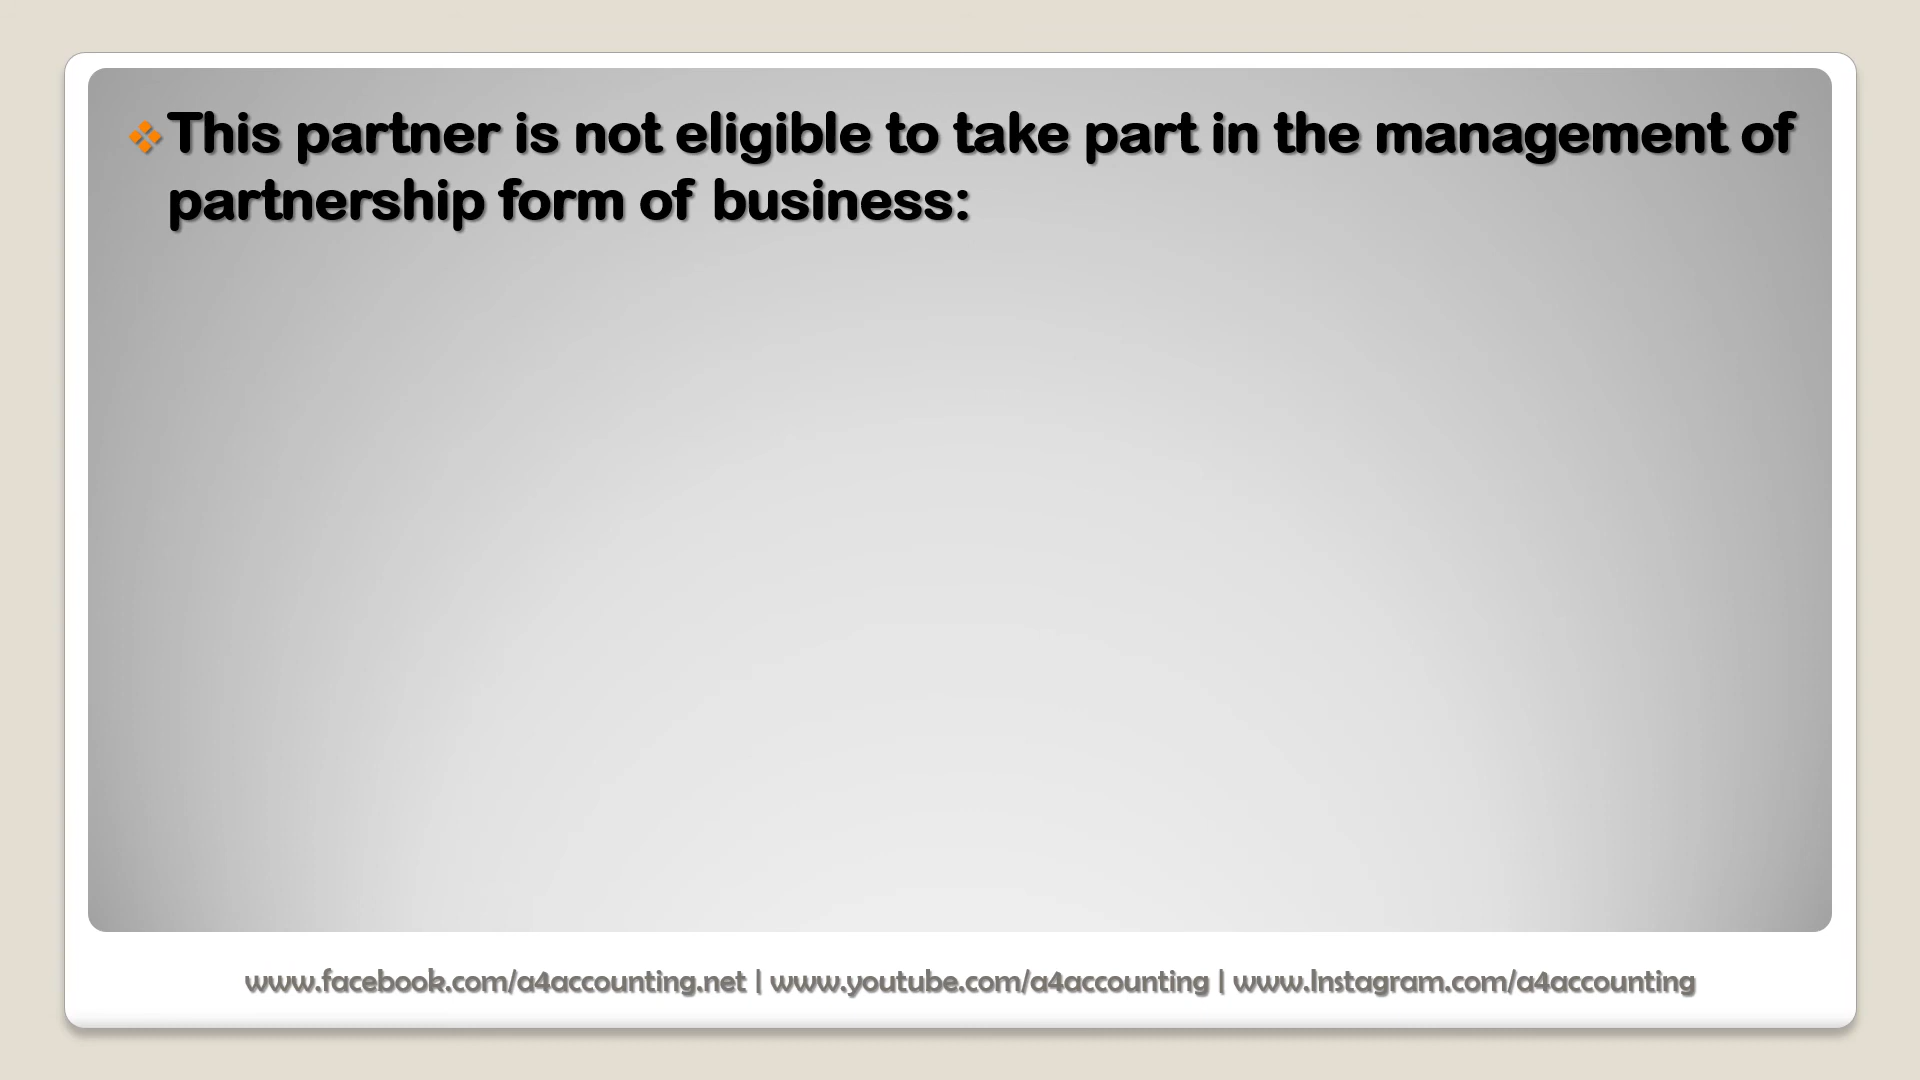 This partner is not eligible to take part in the management of
partnership form of business:
www.facebook.com/a4accounting.net | www.youtube.com/a4accounting | www.Instagram.com/a4accounting